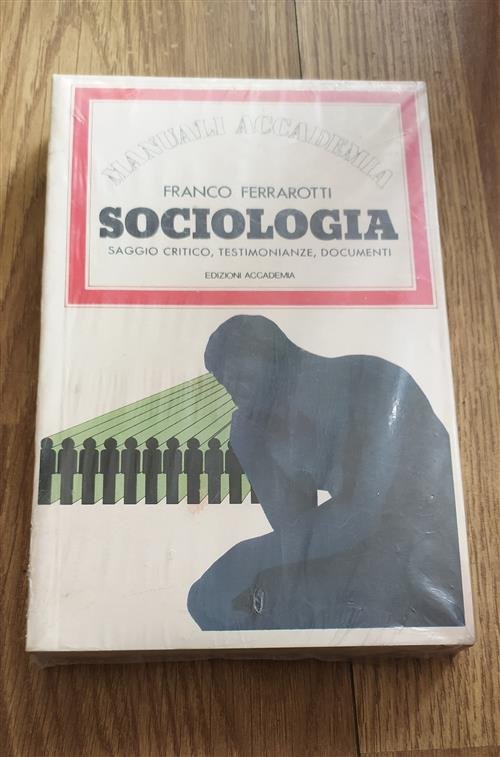 MANUALI ACCADEMIA
FRANCO FERRAROTTI
SOCIOLOGIA
SAGGIO CRITICO, TESTIMONIANZE, DOCUMENTI
EDIZIONI ACCADEMIA